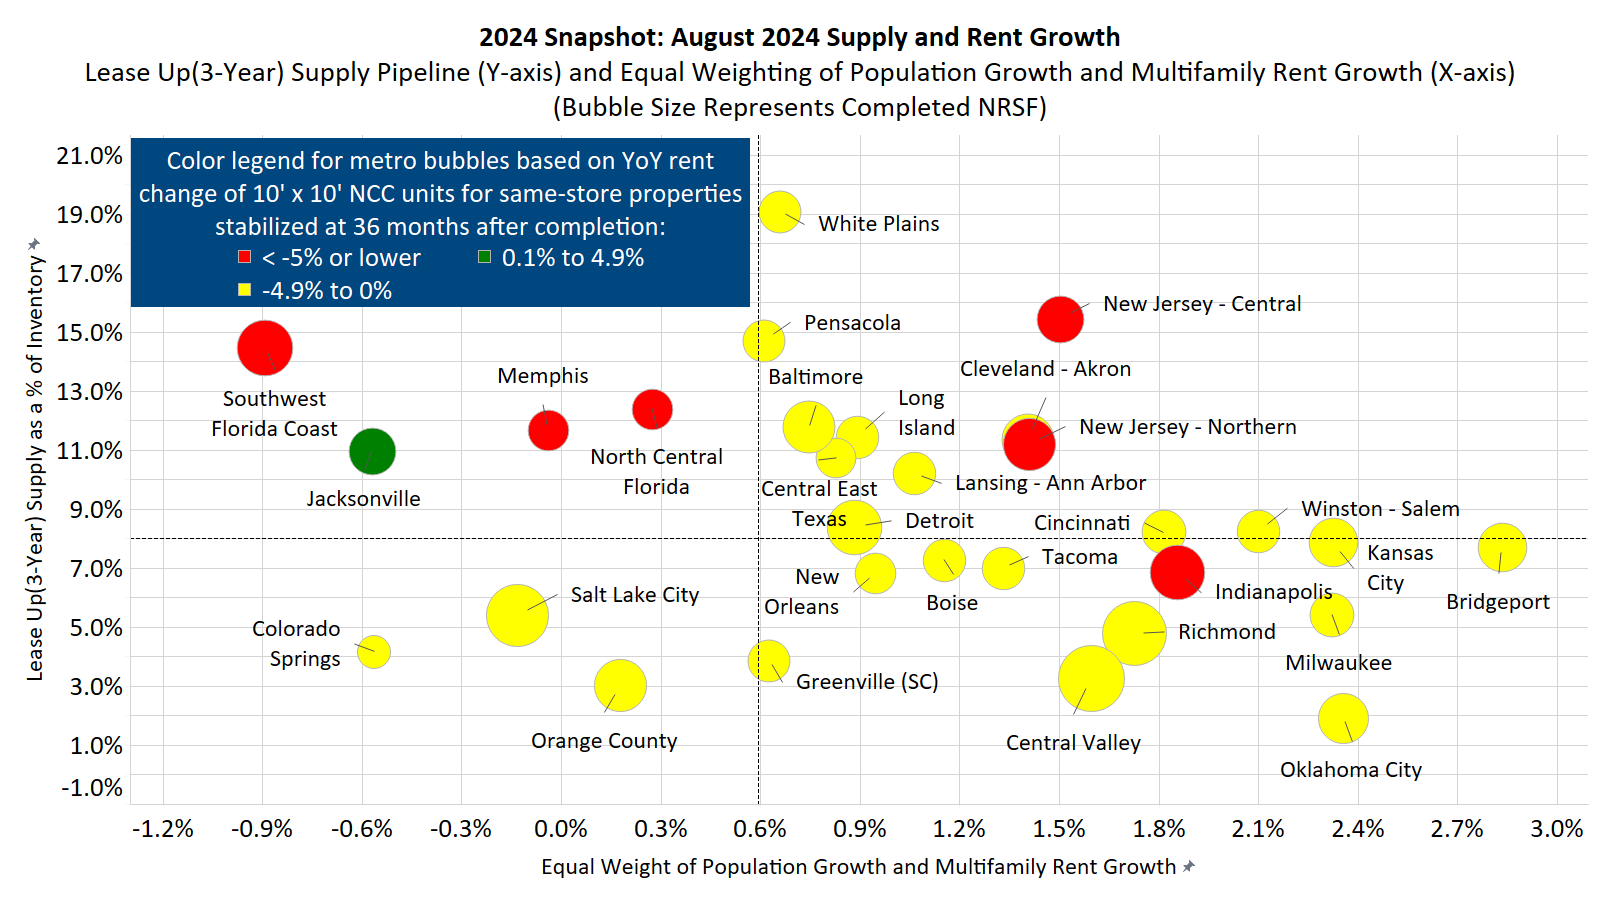 2024 Snapshot: August 2024 Supply and Rent Growth
Lease Up(3-Year) Supply Pipeline (Y-axis) and Equal Weighting of Population Growth and Multifamily Rent Growth (X-axis)
(Bubble Size Represents Completed NRSF)
Color legend for metro bubbles based on YoY rent
change of 10' x 10' NCC units for same-store properties
stabilized at 36 months after completion:
< -5% or lower
0.1% to 4.9%
-4.9% to 0%
Lease Up(3-Year) Supply as a % of Inventory
21.0%
19.0%
17.0%
15.0%
13.0%
11.0%
9.0%
7.0%
5.0%
3.0%
1.0%
-1.0%
White Plains
New Jersey - Central
Pensacola
Cleveland - Akron
Memphis
Baltimore
Southwest
Florida Coast
Long
Island
New Jersey - Northern
North Central
Florida
Jacksonville
Lansing - Ann Arbor
Central East
Texas
Detroit
Cincinnati
Winston - Salem
Kansas
City
Tacoma
New
Orleans
Boise
Indianapolis
Bridgeport
Salt Lake City
Colorado
Springs
Richmond
Milwaukee
Greenville (SC)
Orange County
Central Valley
Oklahoma City
-1.2%
-0.9%
-0.6%
-0.3%
0.0%
0.3%
0.6%
0.9%
1.2%
1.5%
1.8%
2.1%
2.4%
2.7%
3.0%
Equal Weight of Population Growth and Multifamily Rent Growth